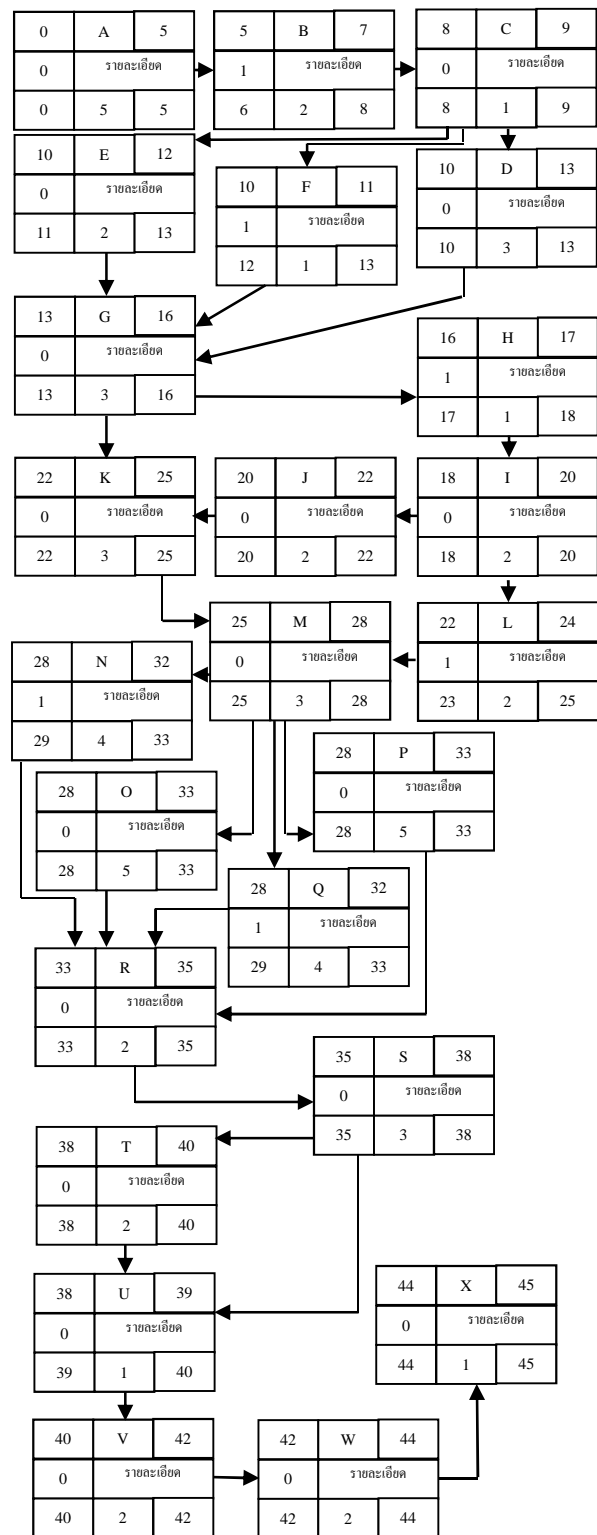 0 A 5
0 รายละเอียด
0 5 5
5 B 7
1 รายละเอียด
6 2 8
8 C 9
0 รายละเอียด
8 1 9
10 E 12
0 รายละเอียด
11 2 13
10 F 11
1 รายละเอียด
12 1 13
10 D 13
0 รายละเอียด
10 3 13
13 G 16
0 รายละเอียด
13 3 16
16 H 17
1 รายละเอียด
17 1 18
22 K 25
0 รายละเอียด
22 3 25
20 J 22
0 รายละเอียด
20 2 22
18 I 20
0 รายละเอียด
18 2 20
25 M 28
0 รายละเอียด
25 3 28
22 L 24
1 รายละเอียด
23 2 25
28 N 32
1 รายละเอียด
29 4 33
28 P 33
0 รายละเอียด
28 5 33
28 O 33
0 รายละเอียด
28 5 33
28 Q 32
1 รายละเอียด
29 4 33
33 R 35
0 รายละเอียด
33 2 35
35 S 38
0 รายละเอียด
35 3 38
38 T 40
0 รายละเอียด
38 2 40
38 U 39
0 รายละเอียด
39 1 40
44 X 45
0 รายละเอียด
44 1 45
40 V 42
0 รายละเอียด
40 2 42
42 W 44
0 รายละเอียด
42 2 44